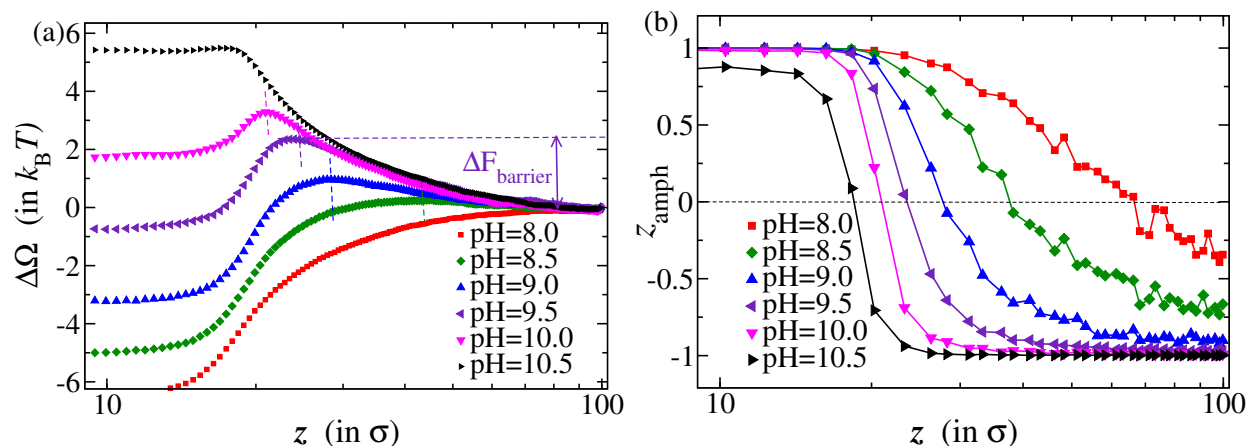 (a)
6
4
2
0
-2
-4
-6
ΔΩ (in k_BT)
ΔF_barrier
pH=8.0
pH=8.5
pH=9.0
pH=9.5
pH=10.0
pH=10.5
10
100
z (in σ)
(b)
1
0.5
0
-0.5
-1
z_amph
pH=8.0
pH=8.5
pH=9.0
pH=9.5
pH=10.0
pH=10.5
10
100
z (in σ)